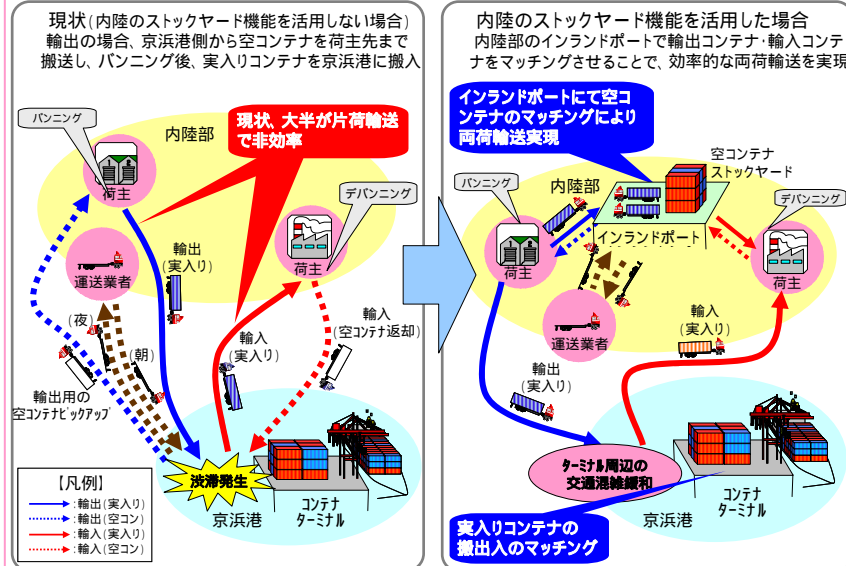 現状(内陸のストックヤード機能を活用しない場合)
輸出の場合、京浜港側から空コンテナを荷主先まで
搬送し、バンニング後、実入りコンテナを京浜港に搬入
バンニング
内陸部
現状、大半が片荷輸送
で非効率
荷主
デバンニング
荷主
運送業者
輸出
(実入り)
(夜)
(朝)
輸入
(実入り)
輸入
(空コンテナ返却)
輸出用の
空コンテナピックアップ
渋滞発生
コンテナ
ターミナル
京浜港
【凡例】
:輸出(実入り)
:輸出(空コン)
:輸入(実入り)
:輸入(空コン)
内陸のストックヤード機能を活用した場合
内陸部のインランドポートで輸出コンテナ・輸入コンテ
ナをマッチングさせることで、効率的な両荷輸送を実現
インランドポートにて空コ
ンテナのマッチングにより
両荷輸送実現
空コンテナ
ストックヤード
バンニング
内陸部
デバンニング
1 2
荷主
インランドポート
荷主
運送業者
輸入
(実入り)
輸出
(実入り)
ターミナル周辺の
交通混雑緩和
コンテナ
ターミナル
京浜港
実入りコンテナの
搬出入のマッチング